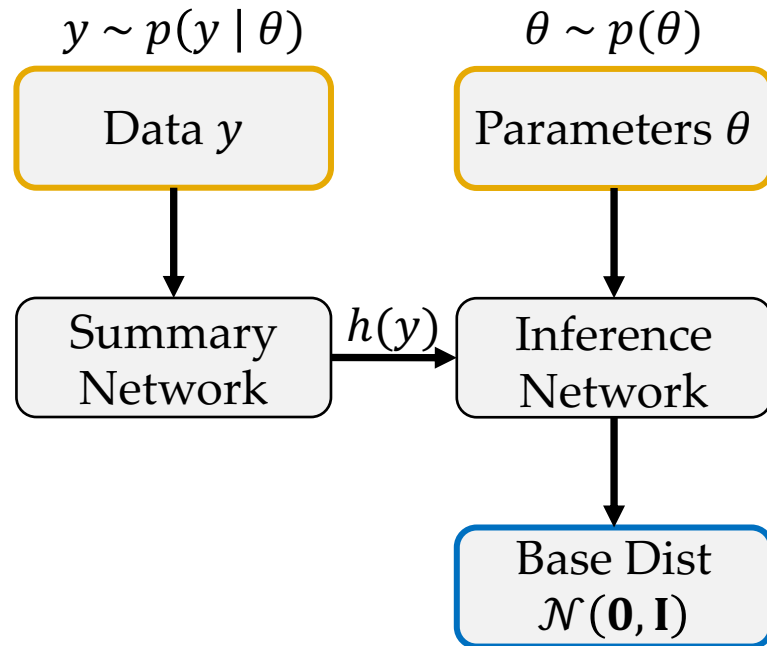 y ~ p(y | θ)
θ ~ p(θ)
Data y
Parameters θ
Summary
Network
h(y)
Inference
Network
Base Dist
𝒩(𝟎, 𝐈)